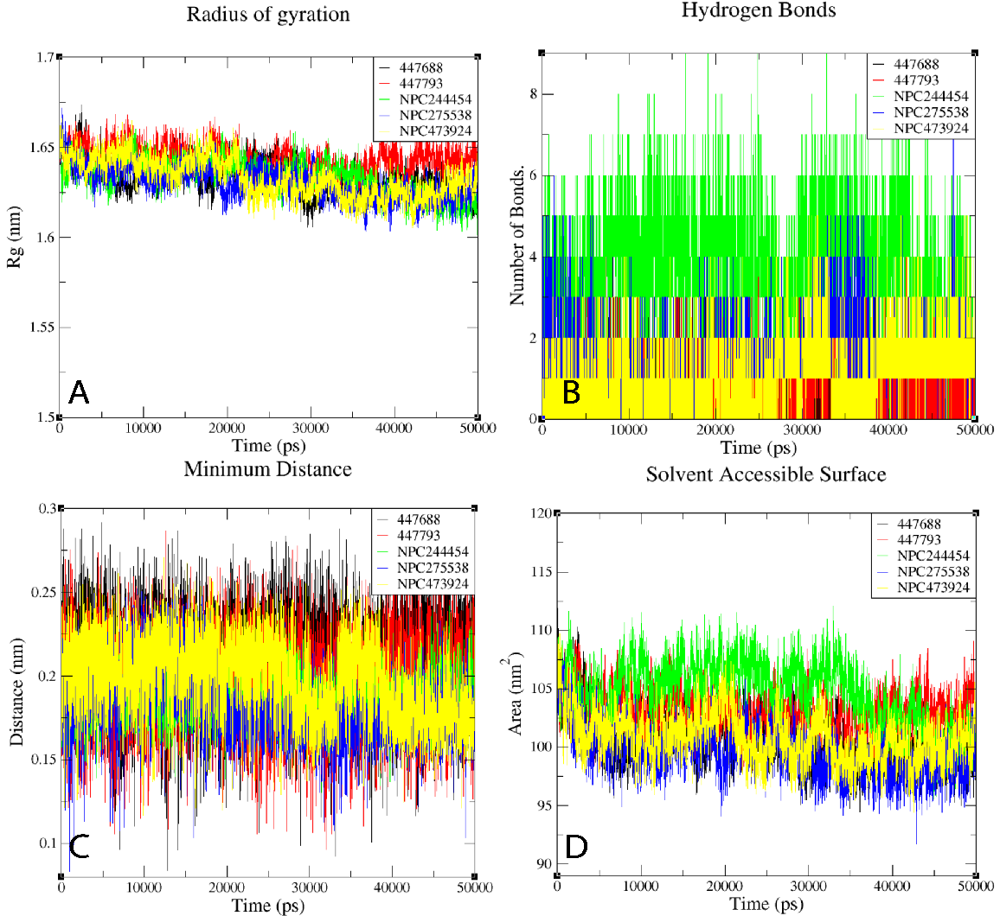 Radius of gyration
1.7
1.65
1.6
1.55
1.5
Rg (nm)
447688
447793
NPC244454
NPC275538
NPC473924
A
0 10000 20000 30000 40000 50000
Time (ps)
Hydrogen Bonds
8
6
4
2
0
Number of Bonds.
447688
447793
NPC244454
NPC275538
NPC473924
B
0 10000 20000 30000 40000 50000
Time (ps)
Minimum Distance
0.3
0.25
0.2
0.15
0.1
Distance (nm)
447688
447793
NPC244454
NPC275538
NPC473924
C
0 10000 20000 30000 40000 50000
Time (ps)
Solvent Accessible Surface
120
115
110
105
100
95
90
Area (nm²)
447688
447793
NPC244454
NPC275538
NPC473924
D
0 10000 20000 30000 40000 50000
Time (ps)